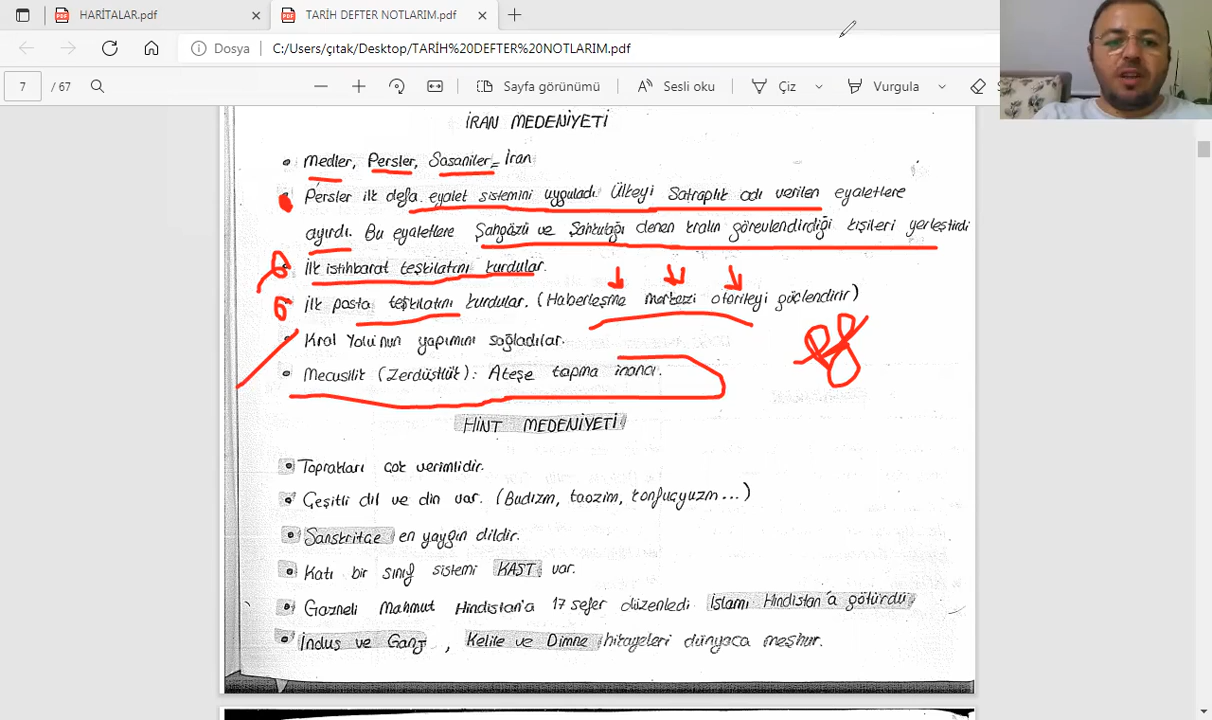 HARİTALAR.pdf
TARİH DEFTER NOTLARIM.pdf
Dosya
C:/Users/çıtak/Desktop/TARİH%20DEFTER%20NOTLARIM.pdf
7 / 67
Sayfa görünümü
Sesli oku
Çiz
Vurgula
İRAN MEDENİYETİ
• Medler, Persler, Sasaniler = İran
Persler ilk defa eyalet sistemini uyguladı. Ülkeyi Satraplık adı verilen eyaletlere
ayırdı. Bu eyaletlere Şahgözü ve Şahkulağı denen kralın görevlendirdiği kişileri yerleştirdi
İlk istihbarat teşkilatını kurdular.
İlk posta teşkilatını kurdular. (Haberleşme merkezi otoriteyi güçlendirir)
• Kral Yolu'nun yapımını sağladılar.
• Mecusilik (Zerdüştlük): Ateşe tapma inancı.
HİNT MEDENİYETİ
• Toprakları çok verimlidir.
• Çeşitli dil ve din var. (Budizm, taozim, konfuçyuzm...)
• Sanskritçe en yaygın dildir.
• Katı bir sınıf sistemi KAST var.
• Gazneli Mahmut Hindistan'a 17 sefer düzenledi İslamı Hindistan'a götürdü
• İndus ve Ganj , Kelile ve Dimne hikayeleri dünyaca meşhur.